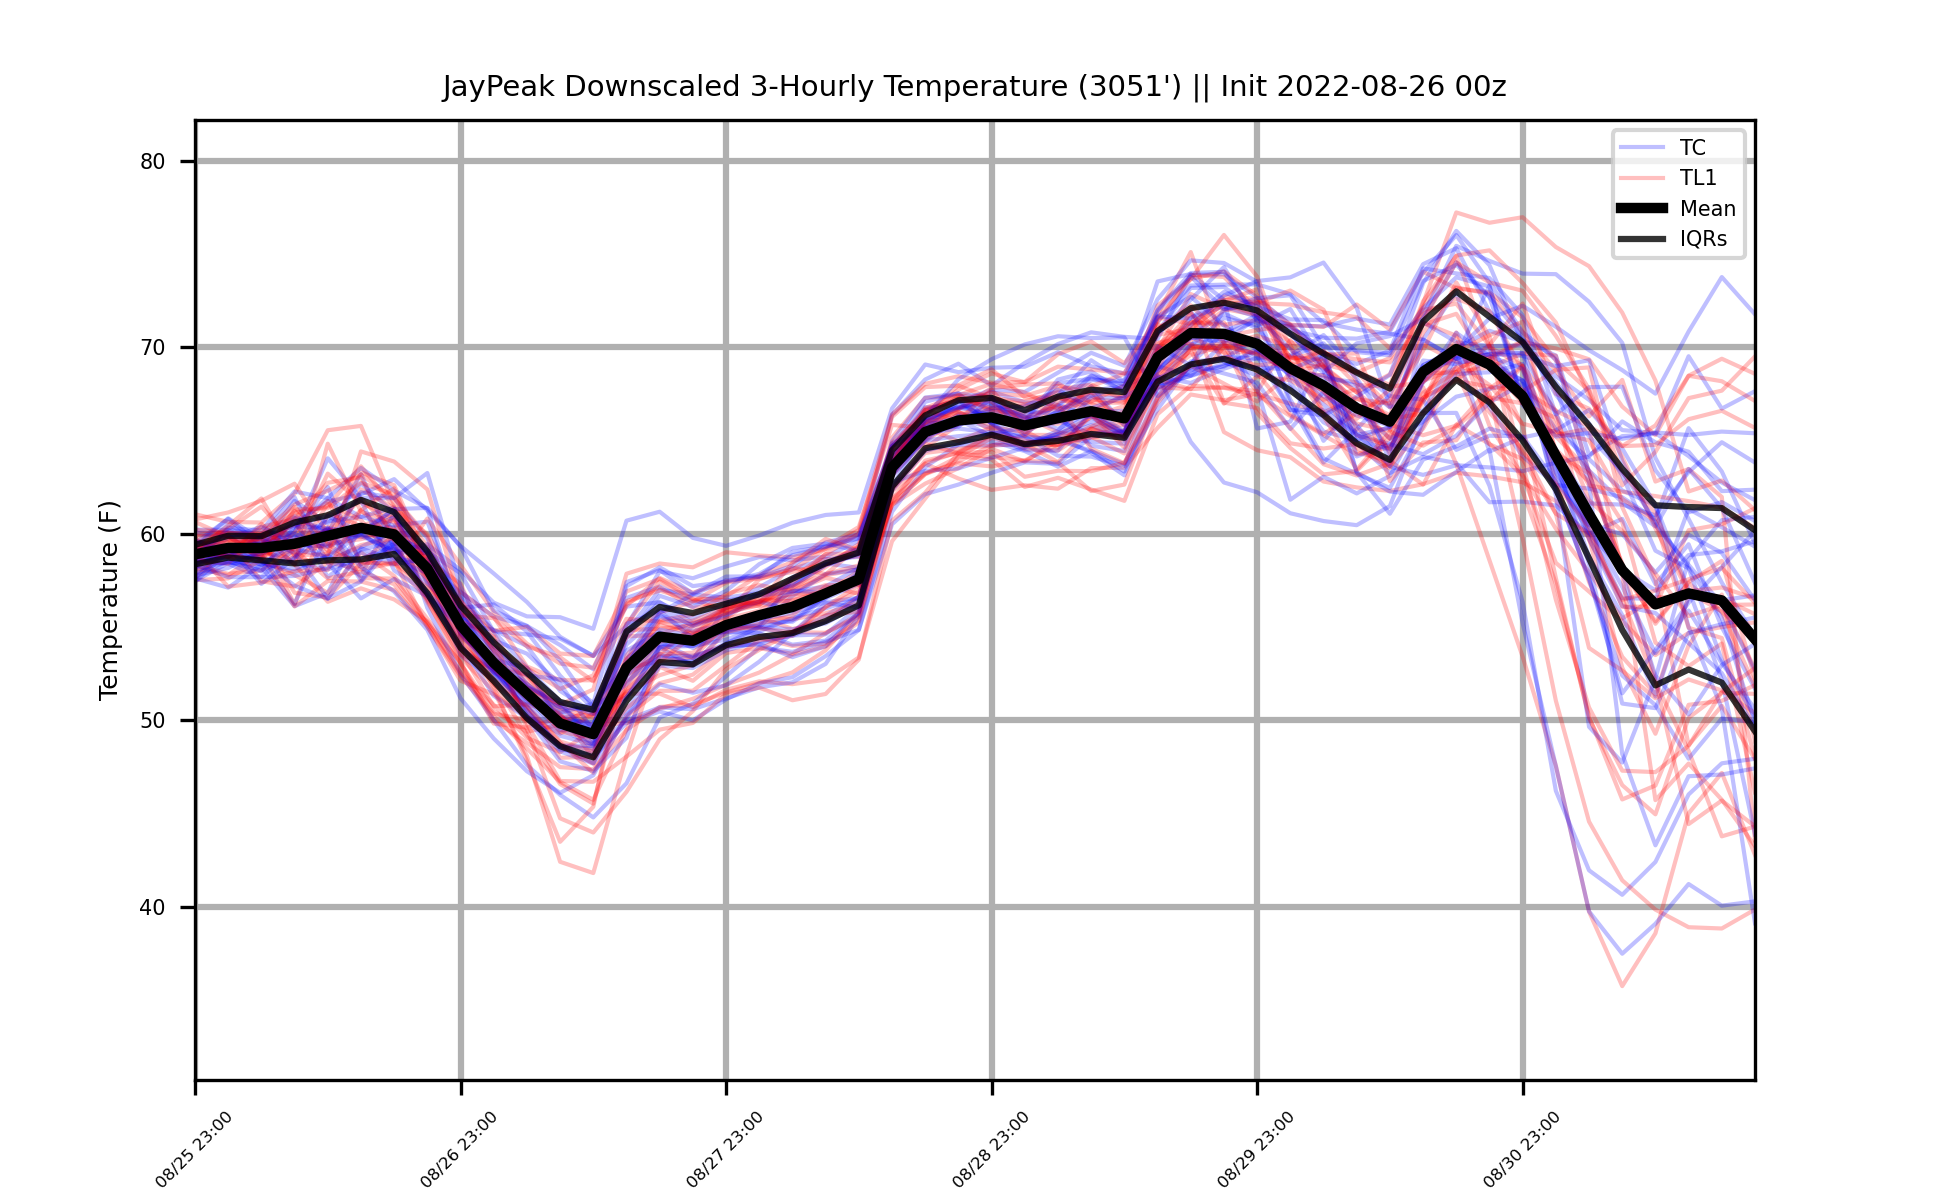 JayPeak Downscaled 3-Hourly Temperature (3051') || Init 2022-08-26 00z
TC
TL1
Mean
IQRs
Temperature (F)
80
70
60
50
40
08/25 23:00
08/26 23:00
08/27 23:00
08/28 23:00
08/29 23:00
08/30 23:00